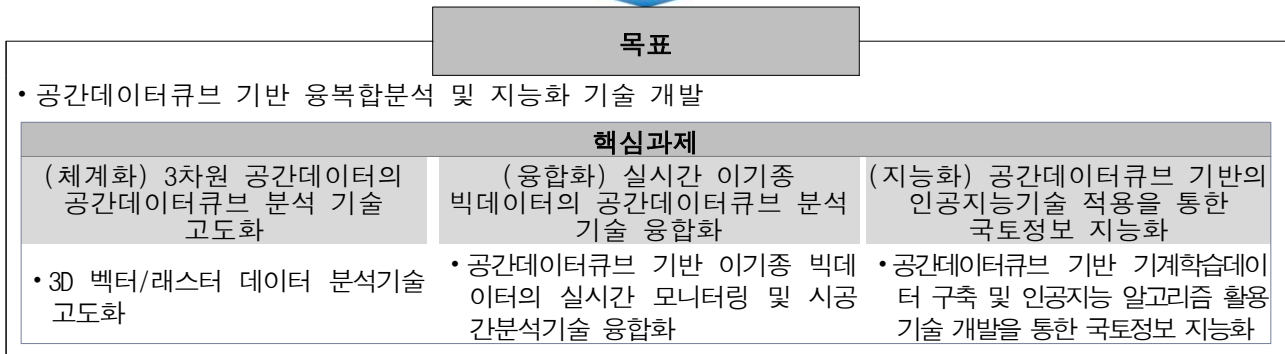 목표
• 공간데이터큐브 기반 융복합분석 및 지능화 기술 개발
핵심과제
(체계화) 3차원 공간데이터의
공간데이터큐브 분석 기술
고도화
(융합화) 실시간 이기종
빅데이터의 공간데이터큐브 분석
기술 융합화
(지능화) 공간데이터큐브 기반의
인공지능기술 적용을 통한
국토정보 지능화
• 3D 벡터/래스터 데이터 분석기술
고도화
• 공간데이터큐브 기반 이기종 빅데
이터의 실시간 모니터링 및 시공
간분석기술 융합화
• 공간데이터큐브 기반 기계학습데이
터 구축 및 인공지능 알고리즘 활용
기술 개발을 통한 국토정보 지능화